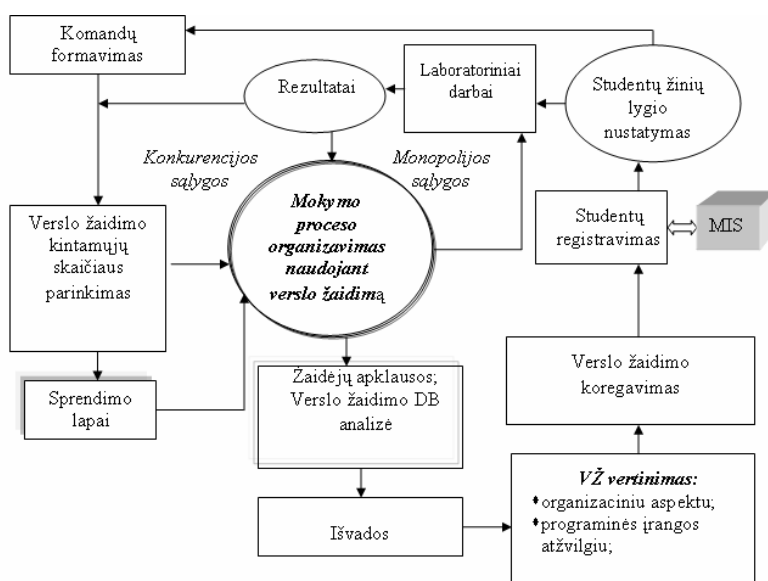 Komandų
formavimas
Rezultatai
Laboratoriniai
darbai
Studentų žinių
lygio
nustatymas
Konkurencijos
sąlygos
Monopolijos
sąlygos
Verslo žaidimo
kintamųjų
skaičiaus
parinkimas
Mokymo
proceso
organizavimas
naudojant
verslo žaidimą
Studentų
registravimas
MIS
Sprendimo
lapai
Žaidėjų apklausos;
Verslo žaidimo DB
analizė
Verslo žaidimo
koregavimas
Išvados
VŽ vertinimas:
organizaciniu aspektu;
programinės įrangos
atžvilgiu;